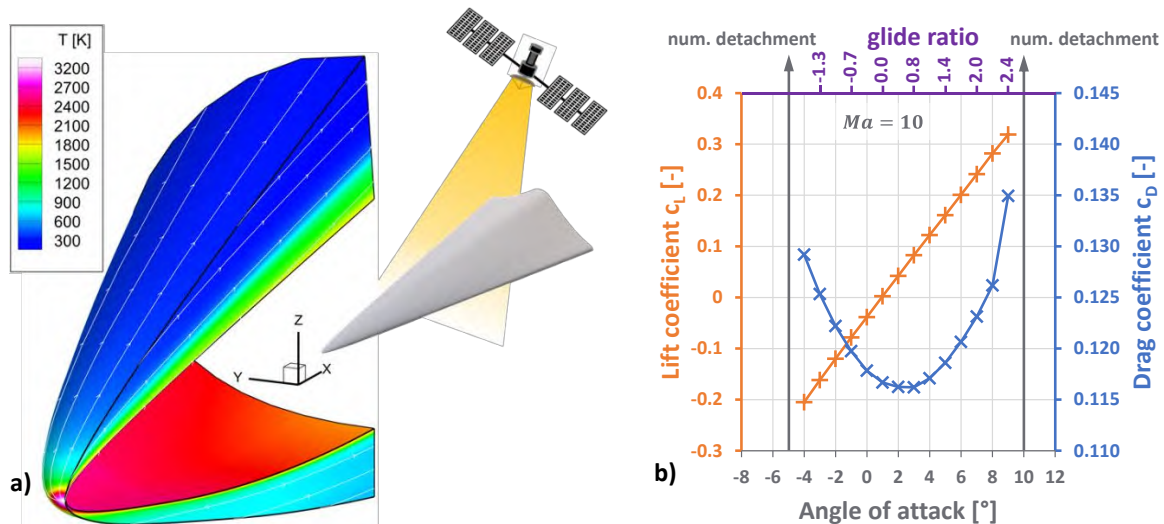 T [K]
3200
2700
2400
2100
1800
1500
1200
900
600
300
Z
Y
X
a)
num. detachment
glide ratio
num. detachment
-1.3
-0.7
0.0
0.8
1.4
2.0
2.4
Ma = 10
Lift coefficient cL [-]
0.4
0.3
0.2
0.1
0
-0.1
-0.2
-0.3
Drag coefficient cD [-]
0.145
0.140
0.135
0.130
0.125
0.120
0.115
0.110
-8 -6 -4 -2 0 2 4 6 8 10 12
Angle of attack [°]
b)